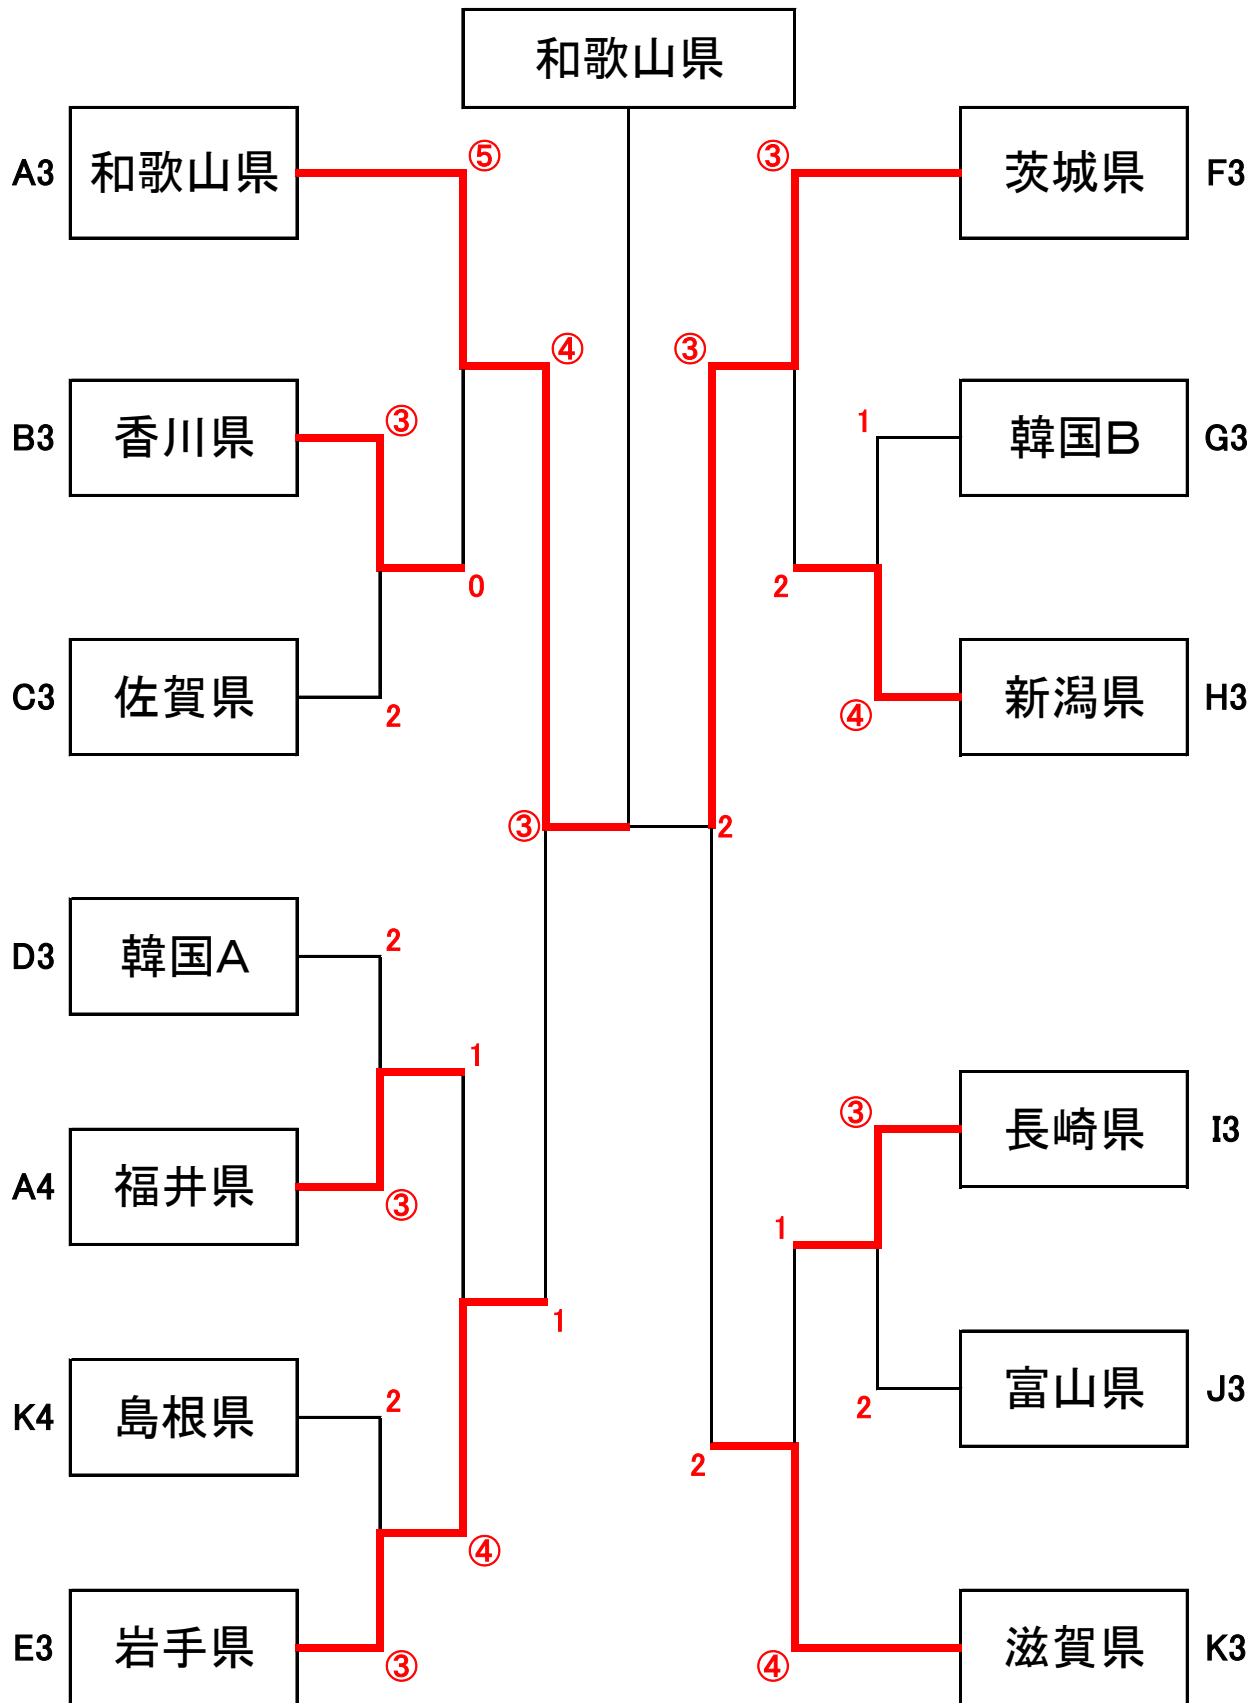 和歌山県
A3 和歌山県 ⑤ ③ 茨城県 F3
④ ③
B3 香川県 ③ 1 韓国B G3
0 2
C3 佐賀県 2 ④ 新潟県 H3
③ 2
D3 韓国A 2
1
③ 長崎県 I3
A4 福井県 ③
1
1
K4 島根県 2 2 富山県 J3
2
④
E3 岩手県 ③ ④ 滋賀県 K3